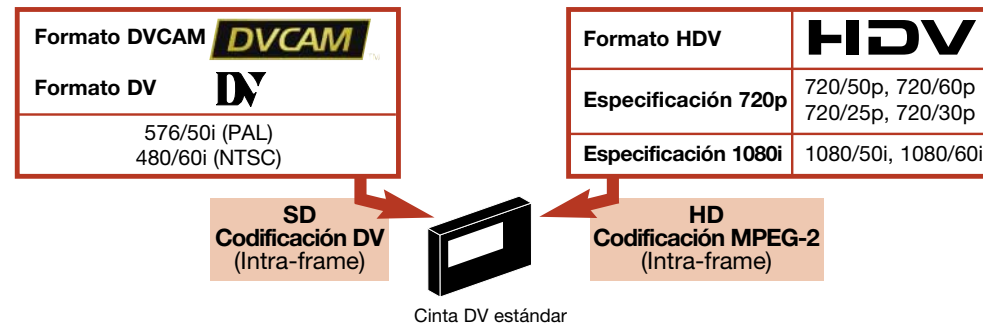 Formato DVCAM DVCAM
Formato DV DV
576/50i (PAL)
480/60i (NTSC)
Formato HDV HDV
Especificación 720p 720/50p, 720/60p
720/25p, 720/30p
Especificación 1080i 1080/50i, 1080/60i
SD
Codificación DV
(Intra-frame)
HD
Codificación MPEG-2
(Intra-frame)
Cinta DV estándar